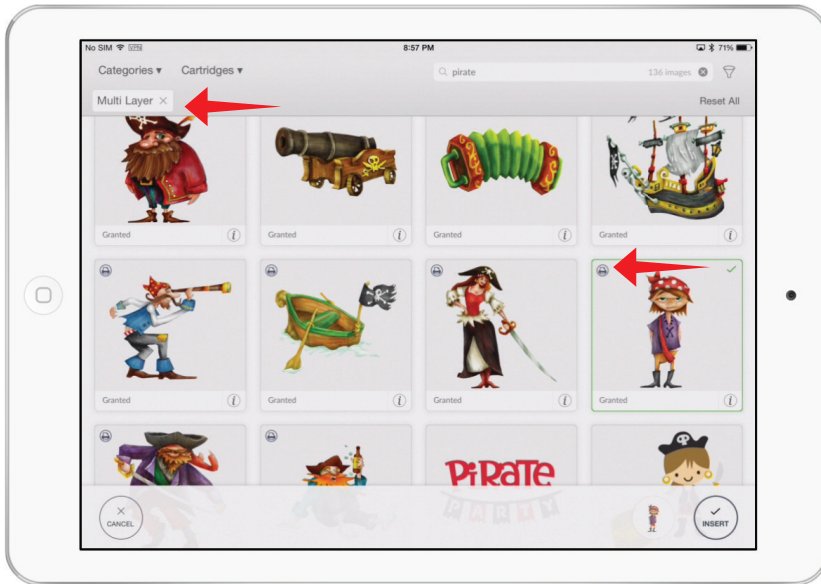 No SIM VPN 8:57 PM 71%
Categories ▾ Cartridges ▾ pirate 136 images
Multi Layer × Reset All
Granted i Granted i Granted i Granted i
Granted i Granted i Granted i Granted i
PiRaTe
PARTY
× ✓
CANCEL INSERT